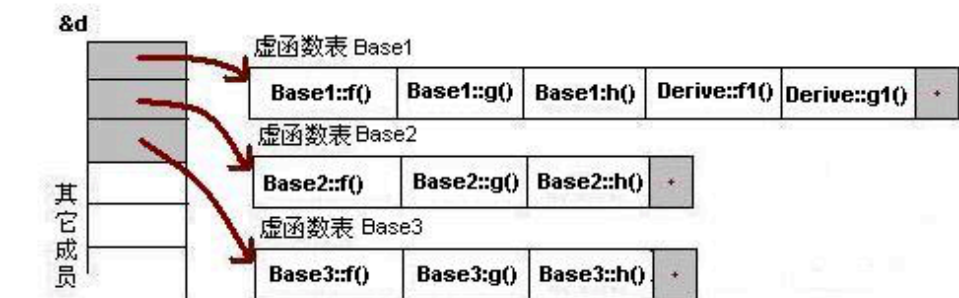 &d
虚函数表 Base1
Base1::f() Base1::g() Base1:h() Derive::f1() Derive::g1()
虚函数表 Base2
Base2::f() Base2::g() Base2::h()
虚函数表 Base3
Base3::f() Base3:g() Base3::h()
其它成员